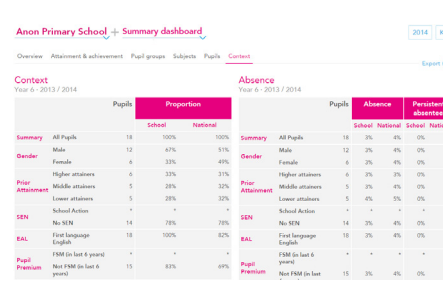 Anon Primary School + Summary dashboard
2014
Overview Attainment & achievement Pupil groups Subjects Pupils Context
Export
Context
Year 6 - 2013 / 2014
Pupils Proportion
School National
Summary All Pupils 18 100% 100%
Gender
Male 12 67% 51%
Female 6 33% 49%
Prior Attainment
Higher attainers 6 33% 31%
Middle attainers 5 28% 32%
Lower attainers 5 28% 32%
SEN
School Action * * *
No SEN 14 78% 78%
EAL
First language English 18 100% 82%
Pupil Premium
FSM (in last 6 years) * * *
Not FSM (in last 6 years) 15 83% 69%
Absence
Year 6 - 2013 / 2014
Pupils Absence Persistent absentee
School National School Natio
Summary All Pupils 18 3% 4% 0%
Gender
Male 12 3% 4% 0%
Female 6 3% 4% 0%
Prior Attainment
Higher attainers 6 3% 3% 0%
Middle attainers 5 3% 4% 0%
Lower attainers 5 4% 5% 0%
SEN
School Action * * * *
No SEN 14 3% 4% 0%
EAL
First language English 18 3% 4% 0%
Pupil Premium
FSM (in last 6 years) * * * *
Not FSM (in last 15 3% 4% 0%